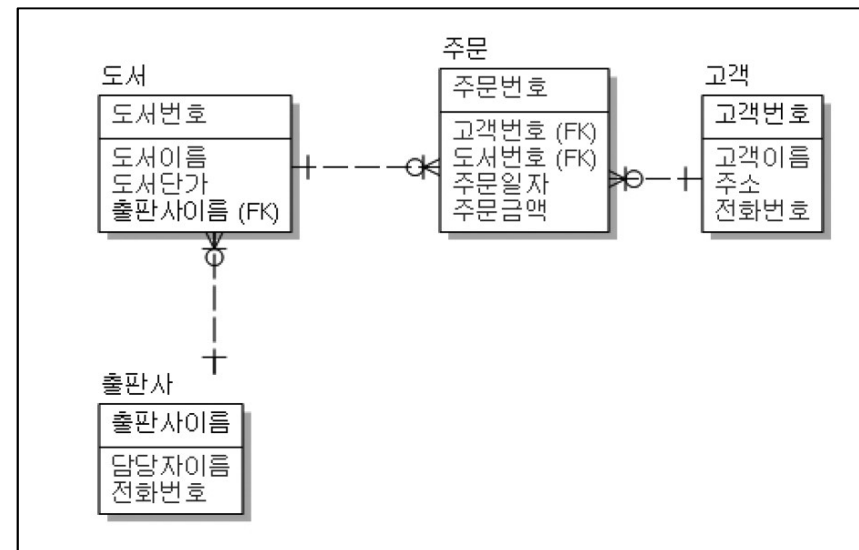 도서
도서번호
도서이름
도서단가
출판사이름 (FK)
주문
주문번호
고객번호 (FK)
도서번호 (FK)
주문일자
주문금액
고객
고객번호
고객이름
주소
전화번호
출판사
출판사이름
담당자이름
전화번호